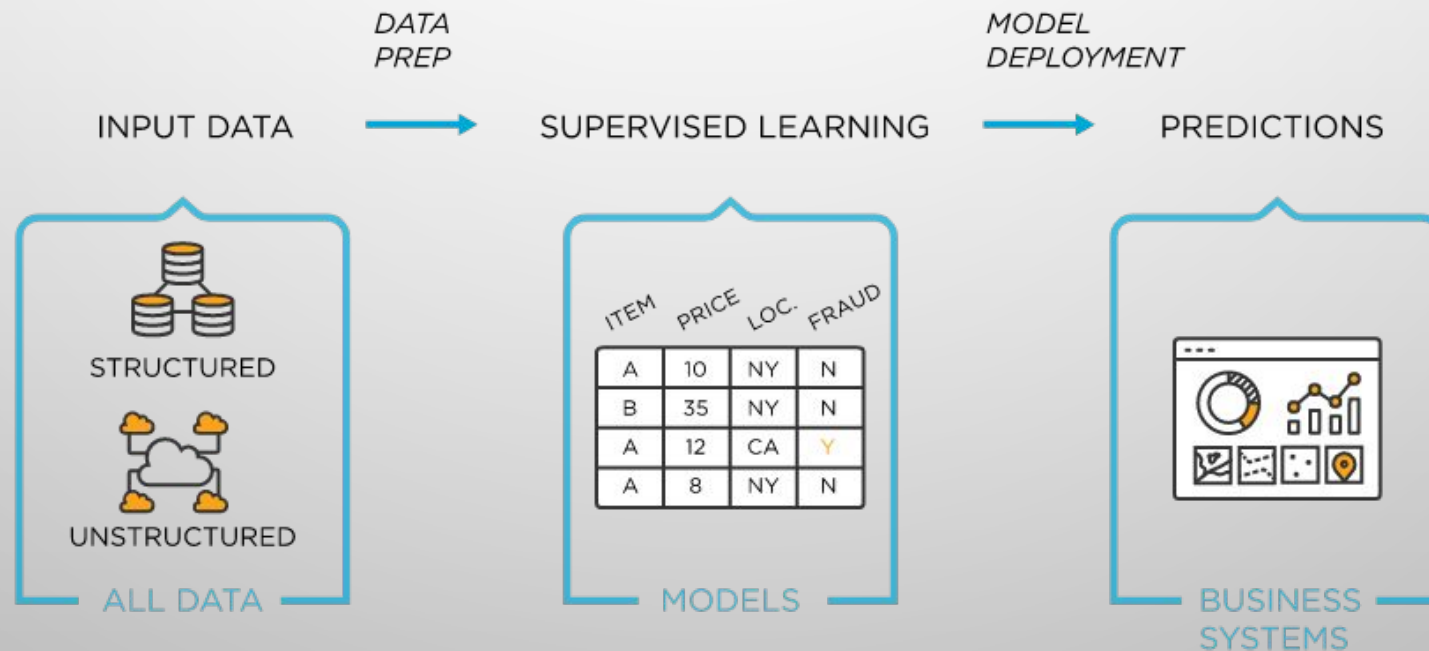 DATA
PREP
MODEL
DEPLOYMENT
INPUT DATA
SUPERVISED LEARNING
PREDICTIONS
STRUCTURED
UNSTRUCTURED
ALL DATA
ITEM PRICE LOC. FRAUD
A 10 NY N
B 35 NY N
A 12 CA Y
A 8 NY N
MODELS
BUSINESS
SYSTEMS